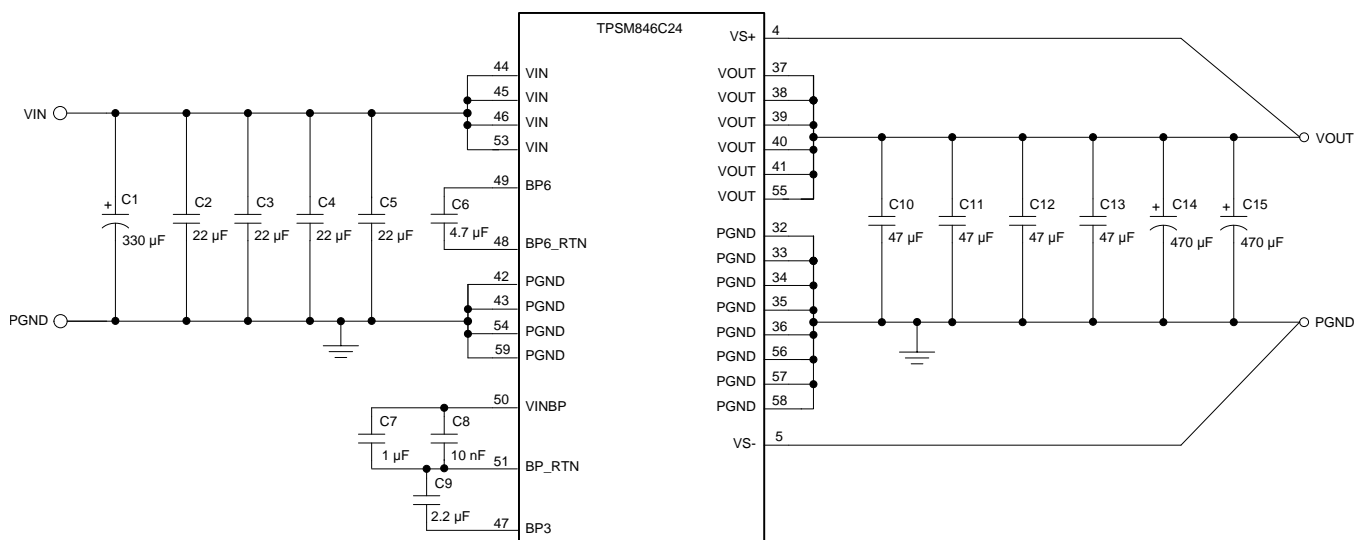 TPSM846C24
VS+
4
44
VIN
VOUT
37
45
VIN
VOUT
38
VIN
46
VIN
VOUT
39
53
VIN
VOUT
40
VOUT
VOUT
41
49
BP6
VOUT
55
+
C1
330 µF
C2
22 µF
C3
22 µF
C4
22 µF
C5
22 µF
C6
4.7 µF
C10
47 µF
C11
47 µF
C12
47 µF
C13
47 µF
+
C14
470 µF
+
C15
470 µF
48
BP6_RTN
PGND
32
PGND
33
42
PGND
PGND
34
43
PGND
PGND
35
PGND
54
PGND
PGND
36
PGND
59
PGND
PGND
56
PGND
57
50
VINBP
PGND
58
C7
1 µF
C8
10 nF
VS-
5
51
BP_RTN
C9
2.2 µF
47
BP3